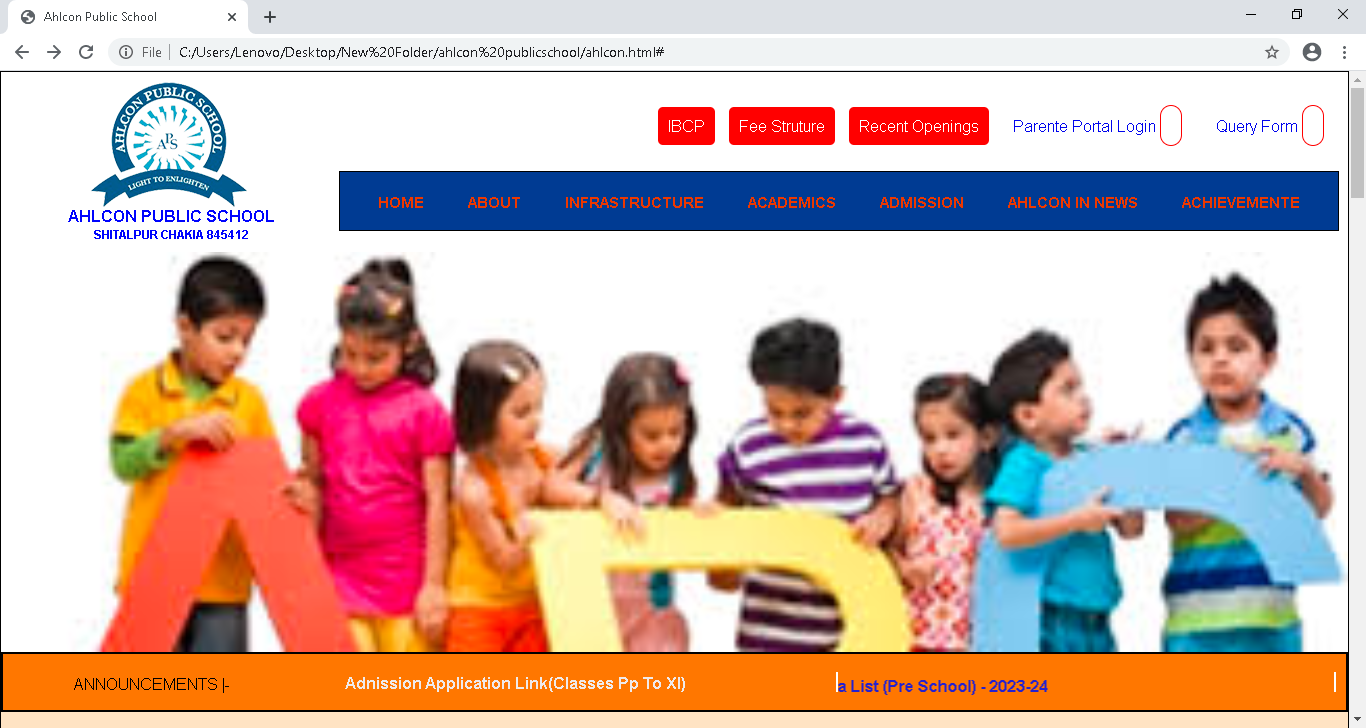 Ahlcon Public School
File | C:/Users/Lenovo/Desktop/New%20Folder/ahlcon%20publicschool/ahlcon.html#
AHLCON PUBLIC SCHOOL
APS
LIGHT TO ENLIGHTEN
AHLCON PUBLIC SCHOOL
SHITALPUR CHAKIA 845412
IBCP Fee Struture Recent Openings Parente Portal Login Query Form
HOME ABOUT INFRASTRUCTURE ACADEMICS ADMISSION AHLCON IN NEWS ACHIEVEMENTE
ANNOUNCEMENTS |- Adnission Application Link(Classes Pp To XI) a List (Pre School) - 2023-24